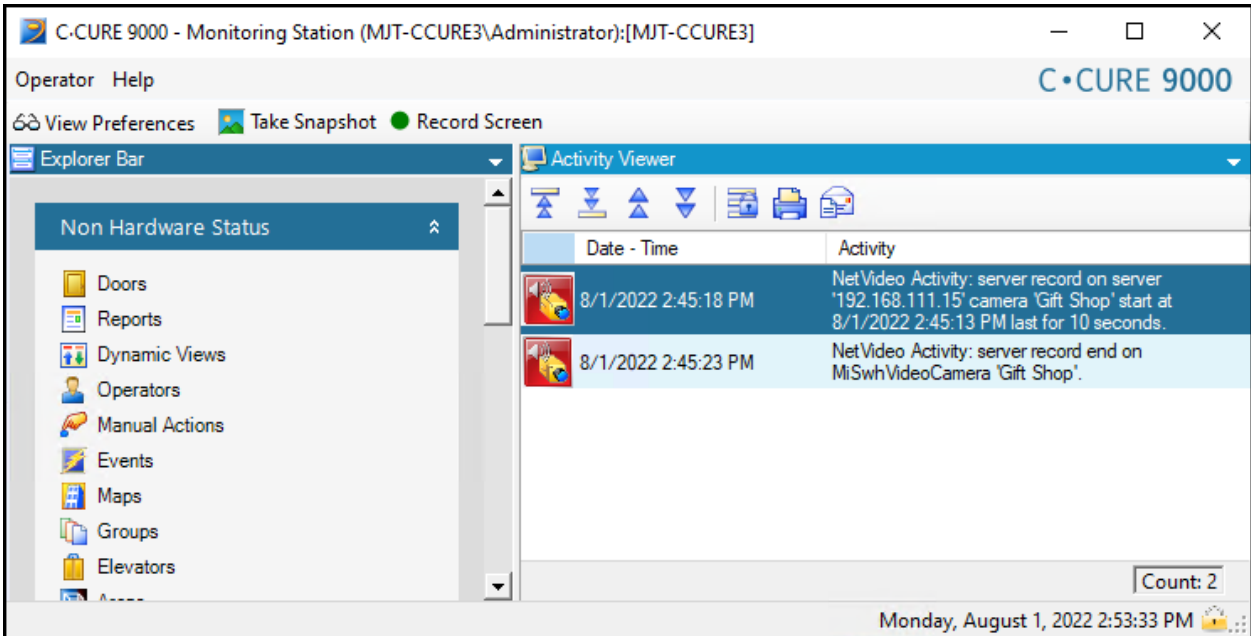 C•CURE 9000 - Monitoring Station (MJT-CCURE3\Administrator):[MJT-CCURE3]
Operator Help
C•CURE 9000
View Preferences Take Snapshot Record Screen
Explorer Bar
Non Hardware Status
Doors
Reports
Dynamic Views
Operators
Manual Actions
Events
Maps
Groups
Elevators
Activity Viewer
Date - Time Activity
8/1/2022 2:45:18 PM
NetVideo Activity: server record on server
'192.168.111.15' camera 'Gift Shop' start at
8/1/2022 2:45:13 PM last for 10 seconds.
8/1/2022 2:45:23 PM
NetVideo Activity: server record end on
MiSwhVideoCamera 'Gift Shop'.
Count: 2
Monday, August 1, 2022 2:53:33 PM